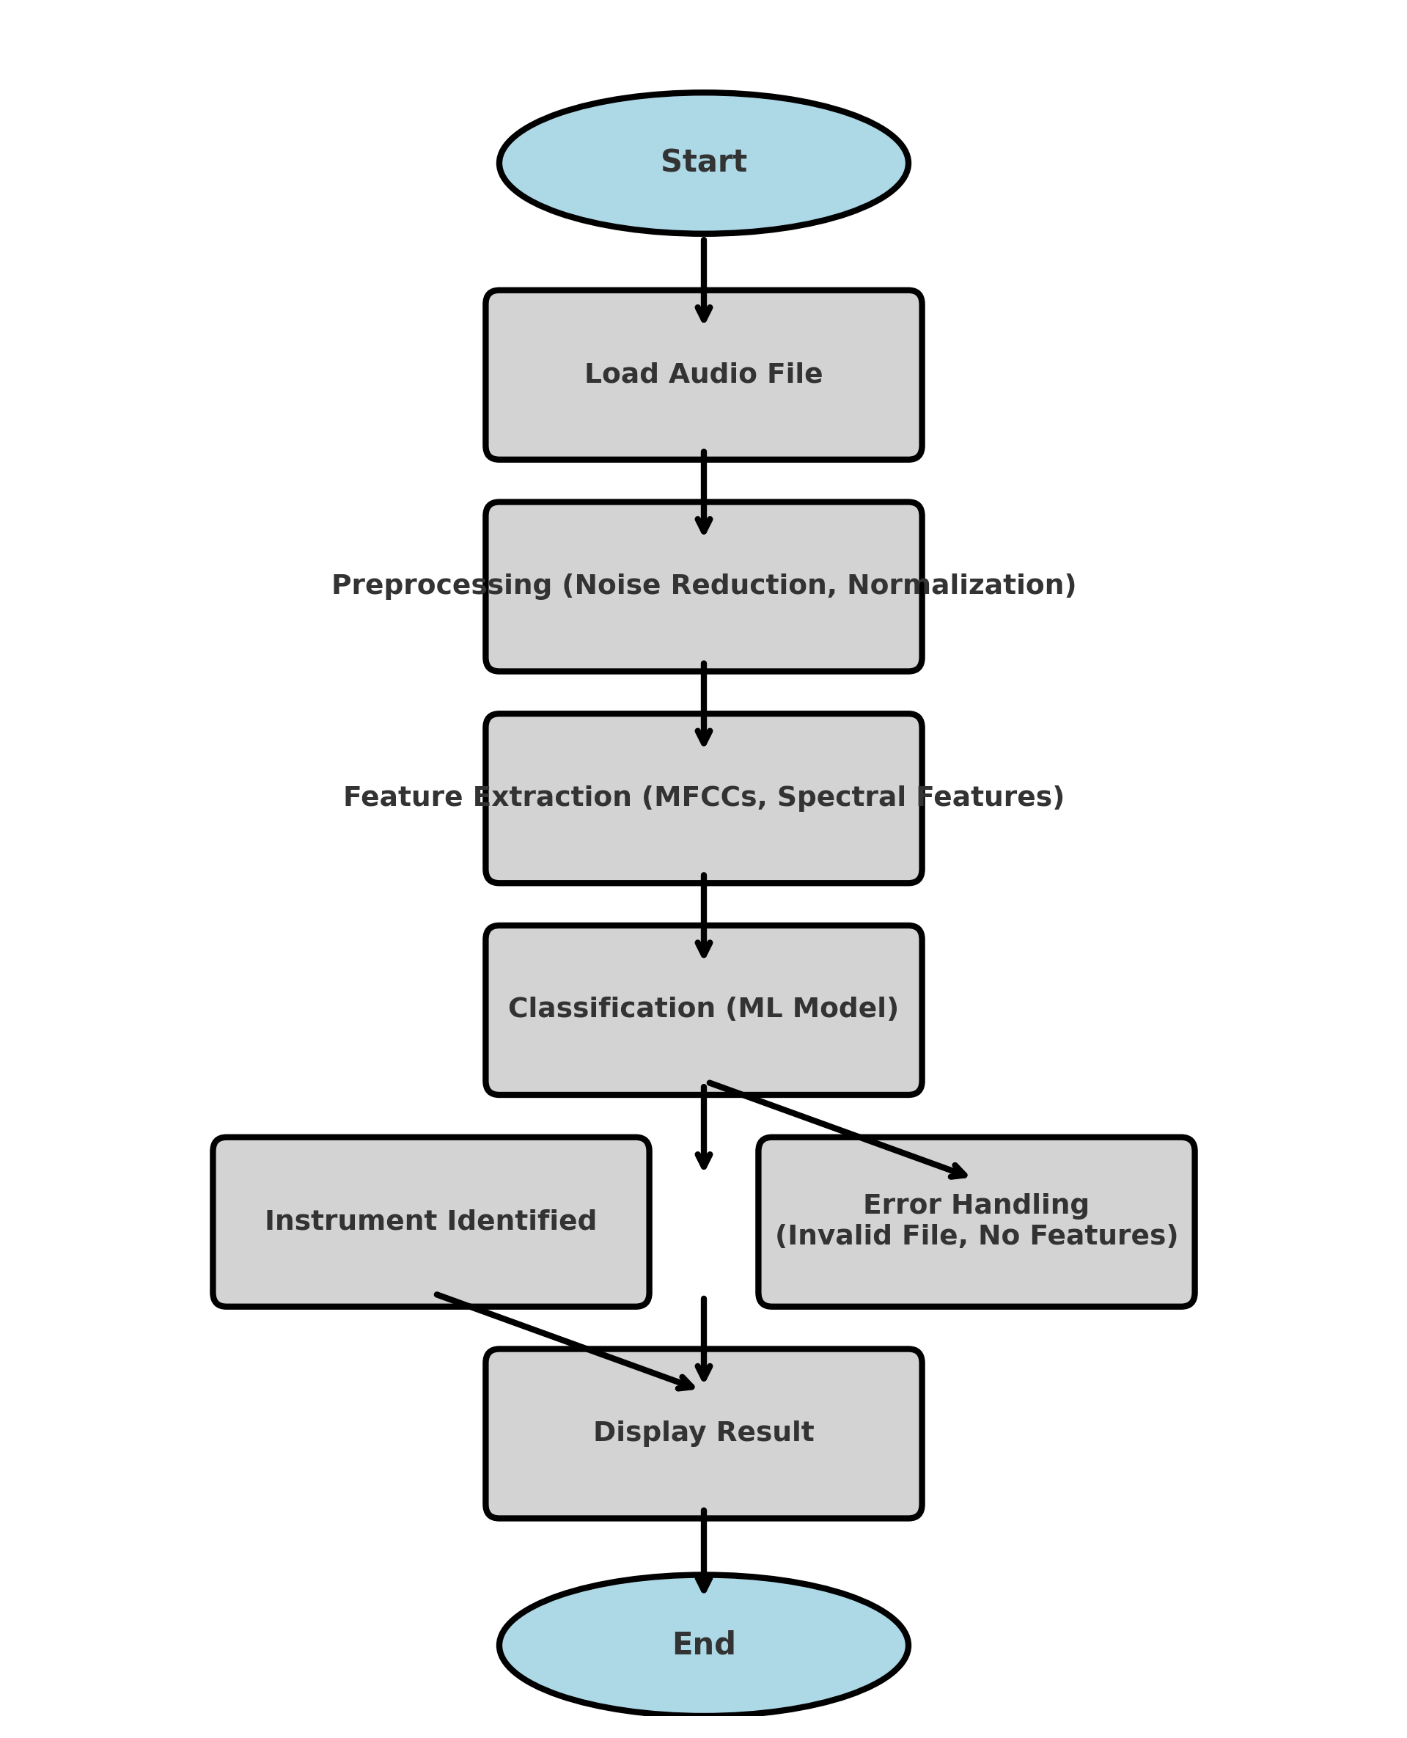 Start
Load Audio File
Preprocessing (Noise Reduction, Normalization)
Feature Extraction (MFCCs, Spectral Features)
Classification (ML Model)
Instrument Identified
Error Handling
(Invalid File, No Features)
Display Result
End